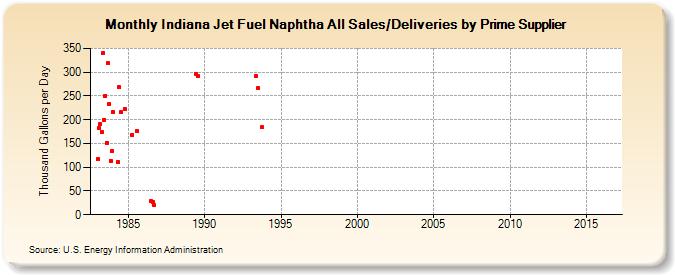 Monthly Indiana Jet Fuel Naphtha All Sales/Deliveries by Prime Supplier
Thousand Gallons per Day
350
300
250
200
150
100
50
0
1985 1990 1995 2000 2005 2010 2015
Source: U.S. Energy Information Administration